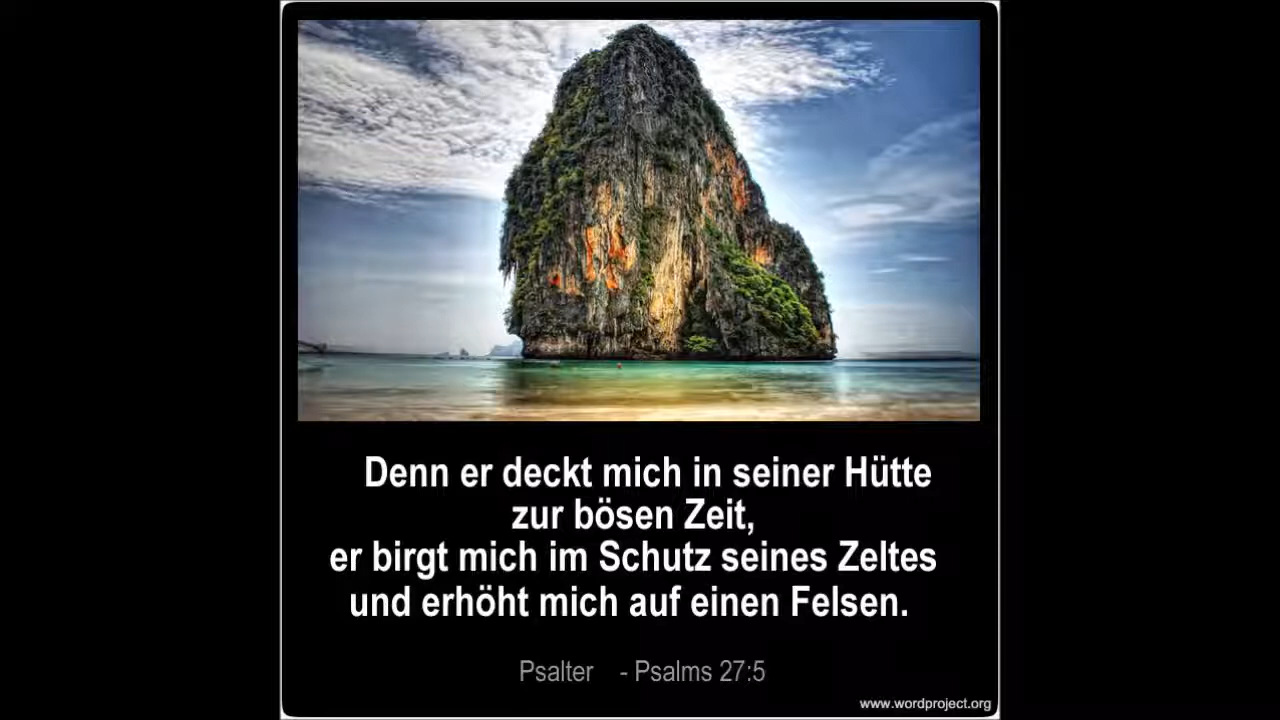 Denn er deckt mich in seiner Hütte
zur bösen Zeit,
er birgt mich im Schutz seines Zeltes
und erhöht mich auf einen Felsen.
Psalter - Psalms 27:5
www.wordproject.org